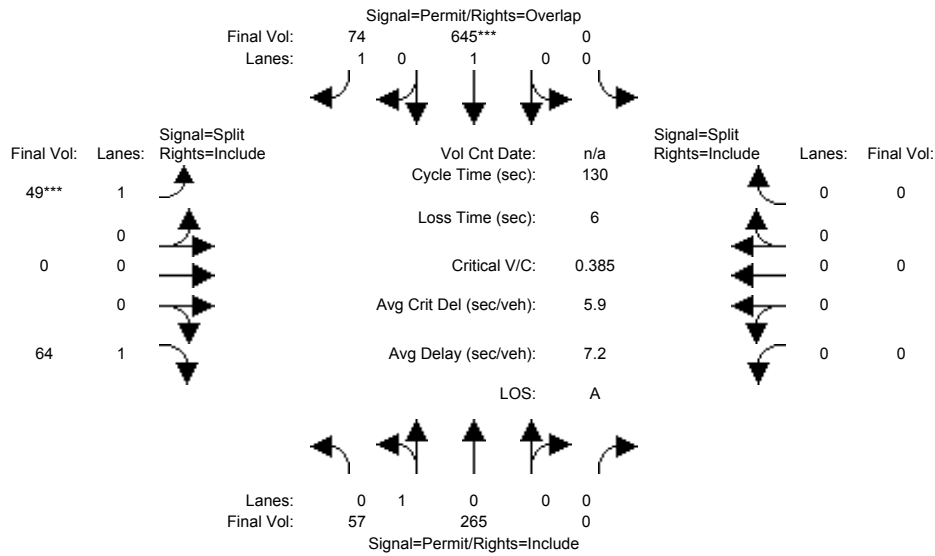 Signal=Permit/Rights=Overlap
Final Vol: 74 645*** 0
Lanes: 1 0 1 0 0
Signal=Split
Final Vol: Lanes: Rights=Include
Vol Cnt Date: n/a
Signal=Split
Rights=Include Lanes: Final Vol:
Cycle Time (sec): 130
49*** 1
0 0
Loss Time (sec): 6
0
0
0 0
Critical V/C: 0.385
0 0
0
Avg Crit Del (sec/veh): 5.9
0
64 1
Avg Delay (sec/veh): 7.2
0 0
LOS: A
Lanes: 0 1 0 0 0
Final Vol: 57 265 0
Signal=Permit/Rights=Include